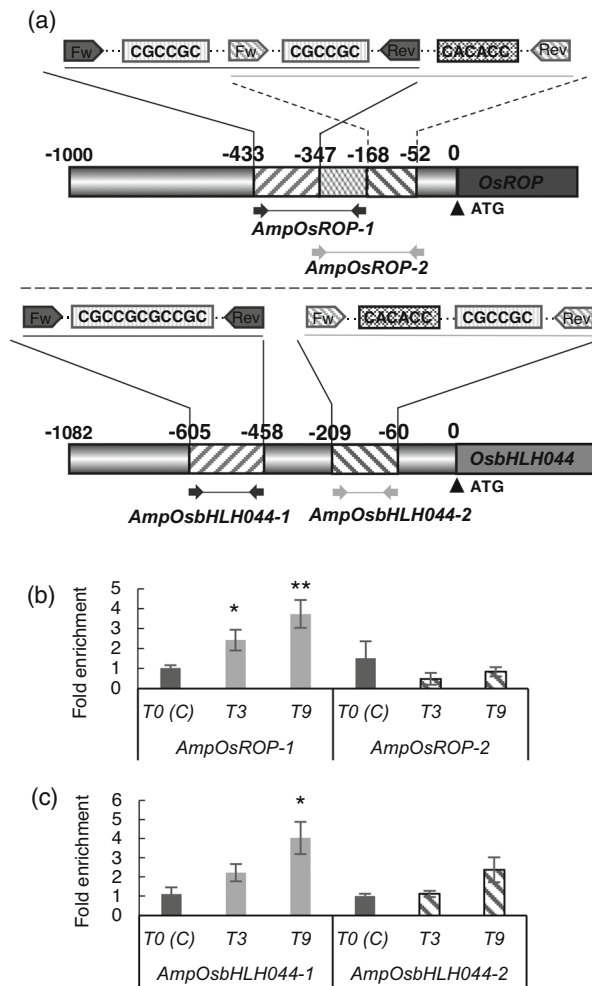 (a)
Fw CGCCGC Fw CGCCGC Rev CACACC Rev
-1000 -433 -347 -168 -52 0
OsROP
ATG
AmpOsROP-1
AmpOsROP-2
Fw CGCCGCGCCGC Rev Fw CACACC CGCCGC Rev
-1082 -605 -458 -209 -60 0
OsbHLH044
ATG
AmpOsbHLH044-1 AmpOsbHLH044-2
(b)
Fold enrichment
5
4
3
2
1
0
* **
T0 (C) T3 T9 T0 (C) T3 T9
AmpOsROP-1 AmpOsROP-2
(c)
Fold enrichment
6
5
4
3
2
1
0
*
T0 (C) T3 T9 T0 (C) T3 T9
AmpOsbHLH044-1 AmpOsbHLH044-2